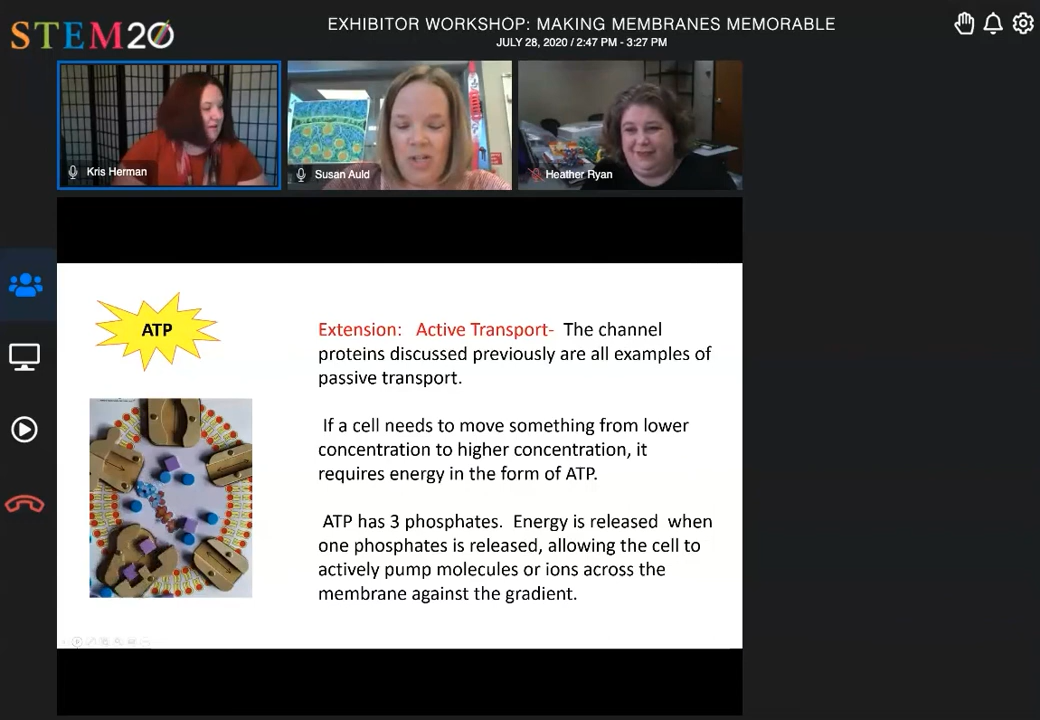 STEM20
EXHIBITOR WORKSHOP: MAKING MEMBRANES MEMORABLE
JULY 28, 2020 / 2:47 PM - 3:27 PM
Kris Herman
Susan Auld
Heather Ryan
ATP
Extension: Active Transport- The channel
proteins discussed previously are all examples of
passive transport.
If a cell needs to move something from lower
concentration to higher concentration, it
requires energy in the form of ATP.
ATP has 3 phosphates. Energy is released when
one phosphates is released, allowing the cell to
actively pump molecules or ions across the
membrane against the gradient.